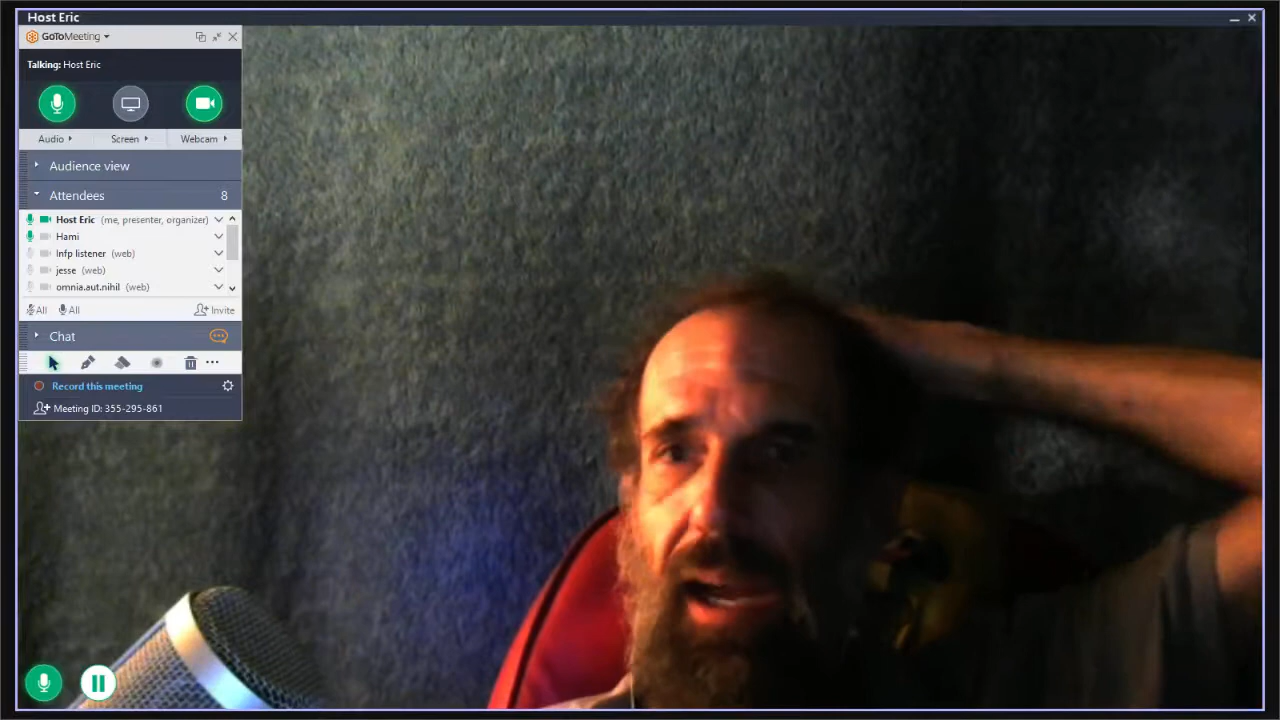 Host Eric
GoToMeeting
Talking: Host Eric
Audio Screen Webcam
Audience view
Attendees 8
Host Eric (me, presenter, organizer)
Hami
Infp listener (web)
jesse (web)
omnia.aut.nihil (web)
All All Invite
Chat
Record this meeting
Meeting ID: 355-295-861